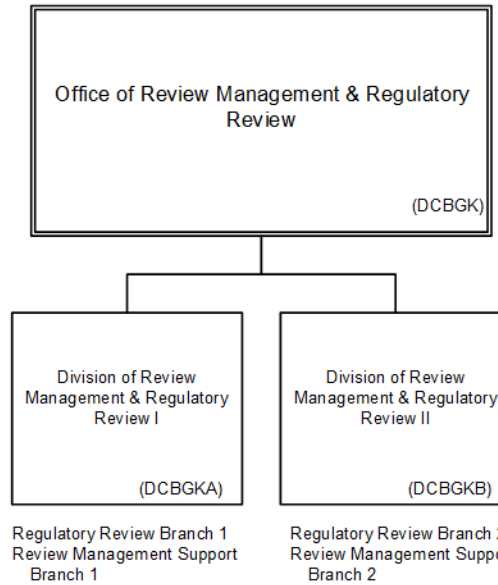 Office of Review Management & Regulatory
Review
(DCBGK)
Division of Review
Management & Regulatory
Review I
(DCBGKA)
Division of Review
Management & Regulatory
Review II
(DCBGKB)
Regulatory Review Branch 1
Review Management Support
Branch 1
Regulatory Review Branch 2
Review Management Suppo
Branch 2